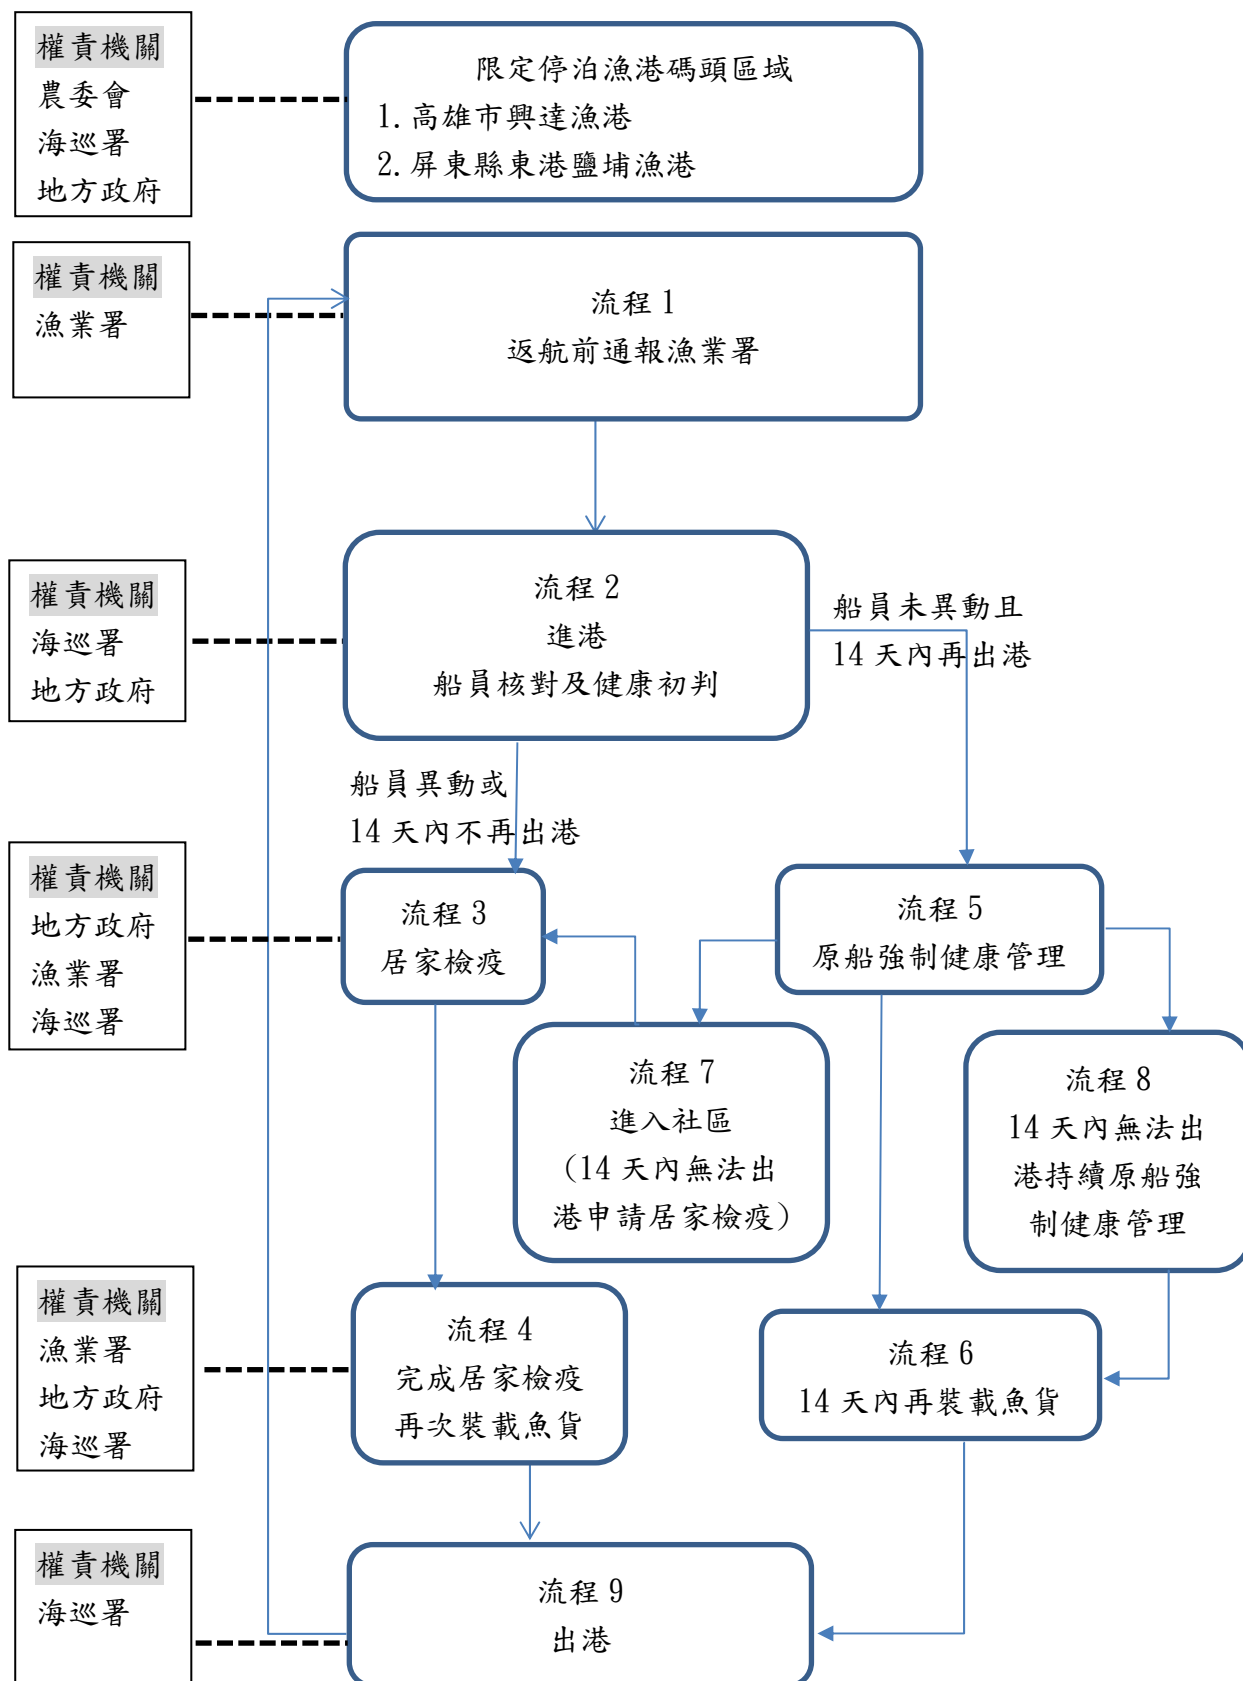 權責機關
農委會
海巡署
地方政府
限定停泊漁港碼頭區域
1.高雄市興達漁港
2.屏東縣東港鹽埔漁港
權責機關
漁業署
流程 1
返航前通報漁業署
權責機關
海巡署
地方政府
流程 2
進港
船員核對及健康初判
船員未異動且
14 天內再出港
船員異動或
14 天內不再出港
權責機關
地方政府
漁業署
海巡署
流程 3
居家檢疫
流程 5
原船強制健康管理
流程 7
進入社區
(14 天內無法出
港申請居家檢疫)
流程 8
14 天內無法出
港持續原船強
制健康管理
權責機關
漁業署
地方政府
海巡署
流程 4
完成居家檢疫
再次裝載魚貨
流程 6
14 天內再裝載魚貨
權責機關
海巡署
流程 9
出港